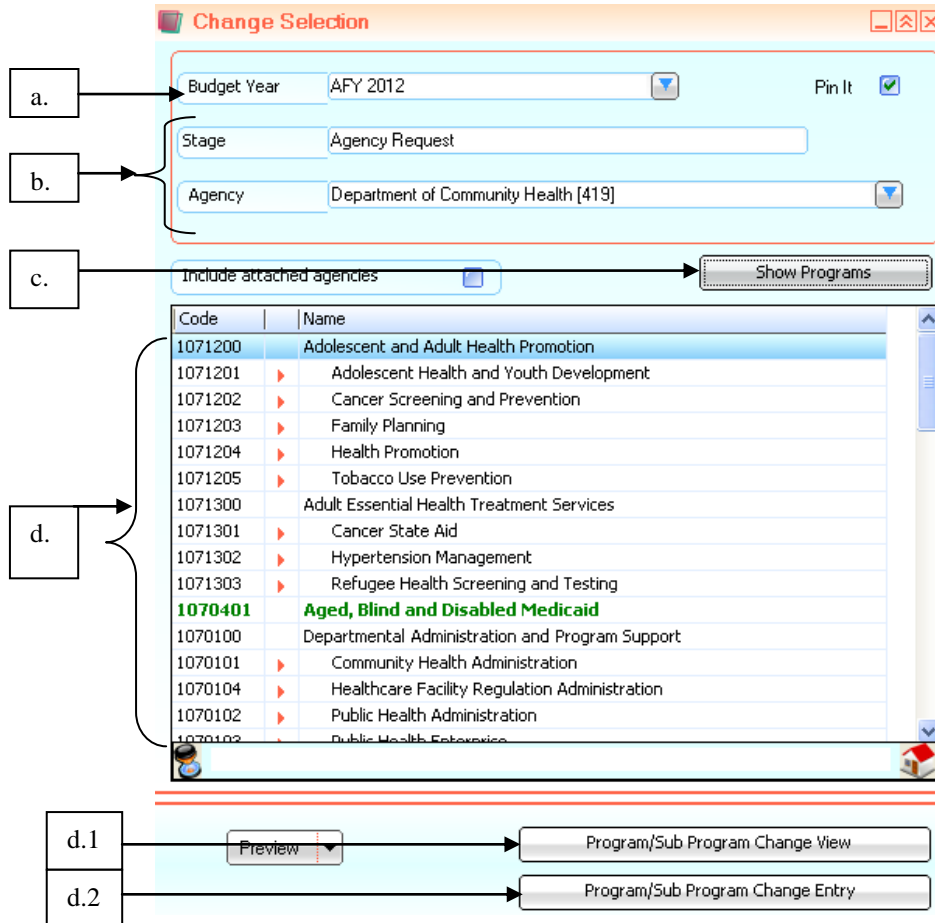 Change Selection
a.
Budget Year AFY 2012 Pin It
Stage Agency Request
b.
Agency Department of Community Health [419]
c.
Include attached agencies Show Programs
Code Name
1071200 Adolescent and Adult Health Promotion
1071201 Adolescent Health and Youth Development
1071202 Cancer Screening and Prevention
1071203 Family Planning
1071204 Health Promotion
1071205 Tobacco Use Prevention
1071300 Adult Essential Health Treatment Services
d.
1071301 Cancer State Aid
1071302 Hypertension Management
1071303 Refugee Health Screening and Testing
1070401 Aged, Blind and Disabled Medicaid
1070100 Departmental Administration and Program Support
1070101 Community Health Administration
1070104 Healthcare Facility Regulation Administration
1070102 Public Health Administration
1070103 Public Health Enterprise
d.1
Preview Program/Sub Program Change View
d.2
Program/Sub Program Change Entry